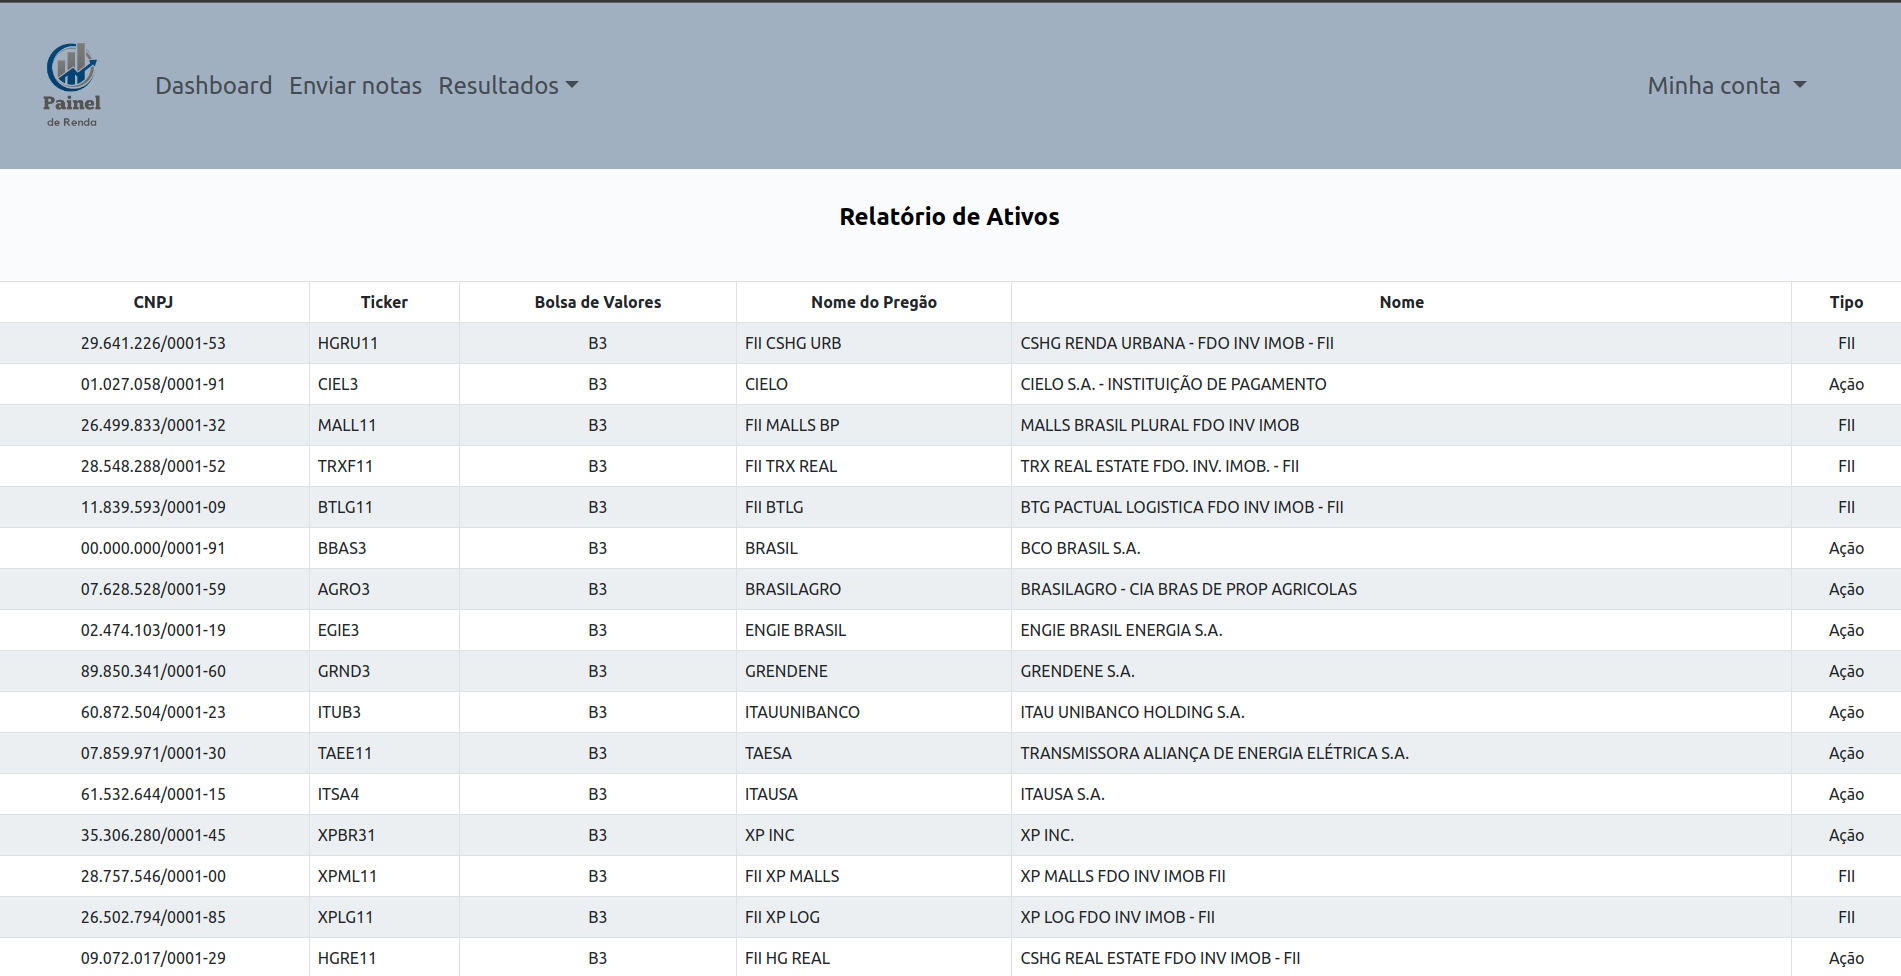 Painel
de Renda
Dashboard Enviar notas Resultados Minha conta
Relatório de Ativos
CNPJ Ticker Bolsa de Valores Nome do Pregão Nome Tipo
29.641.226/0001-53 HGRU11 B3 FII CSHG URB CSHG RENDA URBANA - FDO INV IMOB - FII FII
01.027.058/0001-91 CIEL3 B3 CIELO CIELO S.A. - INSTITUIÇÃO DE PAGAMENTO Ação
26.499.833/0001-32 MALL11 B3 FII MALLS BP MALLS BRASIL PLURAL FDO INV IMOB FII
28.548.288/0001-52 TRXF11 B3 FII TRX REAL TRX REAL ESTATE FDO. INV. IMOB. - FII FII
11.839.593/0001-09 BTLG11 B3 FII BTLG BTG PACTUAL LOGISTICA FDO INV IMOB - FII FII
00.000.000/0001-91 BBAS3 B3 BRASIL BCO BRASIL S.A. Ação
07.628.528/0001-59 AGRO3 B3 BRASILAGRO BRASILAGRO - CIA BRAS DE PROP AGRICOLAS Ação
02.474.103/0001-19 EGIE3 B3 ENGIE BRASIL ENGIE BRASIL ENERGIA S.A. Ação
89.850.341/0001-60 GRND3 B3 GRENDENE GRENDENE S.A. Ação
60.872.504/0001-23 ITUB3 B3 ITAUUNIBANCO ITAU UNIBANCO HOLDING S.A. Ação
07.859.971/0001-30 TAEE11 B3 TAESA TRANSMISSORA ALIANÇA DE ENERGIA ELÉTRICA S.A. Ação
61.532.644/0001-15 ITSA4 B3 ITAUSA ITAUSA S.A. Ação
35.306.280/0001-45 XPBR31 B3 XP INC XP INC. Ação
28.757.546/0001-00 XPML11 B3 FII XP MALLS XP MALLS FDO INV IMOB FII FII
26.502.794/0001-85 XPLG11 B3 FII XP LOG XP LOG FDO INV IMOB - FII FII
09.072.017/0001-29 HGRE11 B3 FII HG REAL CSHG REAL ESTATE FDO INV IMOB - FII Ação